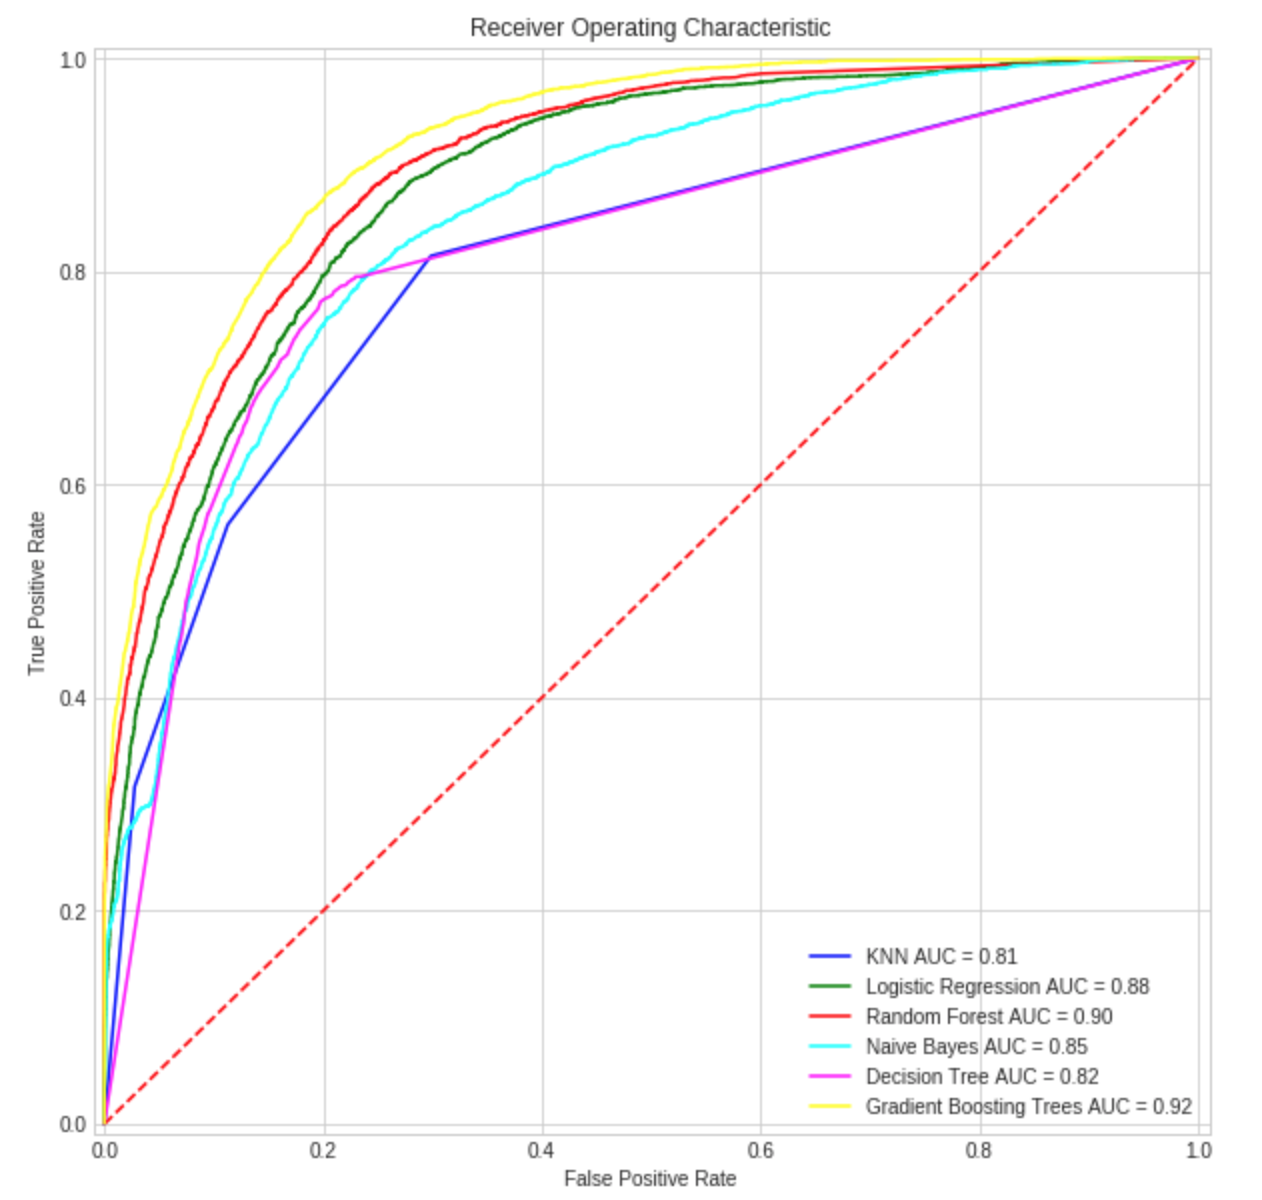 Receiver Operating Characteristic
1.0
0.8
0.6
0.4
0.2
0.0
True Positive Rate
KNN AUC = 0.81
Logistic Regression AUC = 0.88
Random Forest AUC = 0.90
Naive Bayes AUC = 0.85
Decision Tree AUC = 0.82
Gradient Boosting Trees AUC = 0.92
0.0 0.2 0.4 0.6 0.8 1.0
False Positive Rate